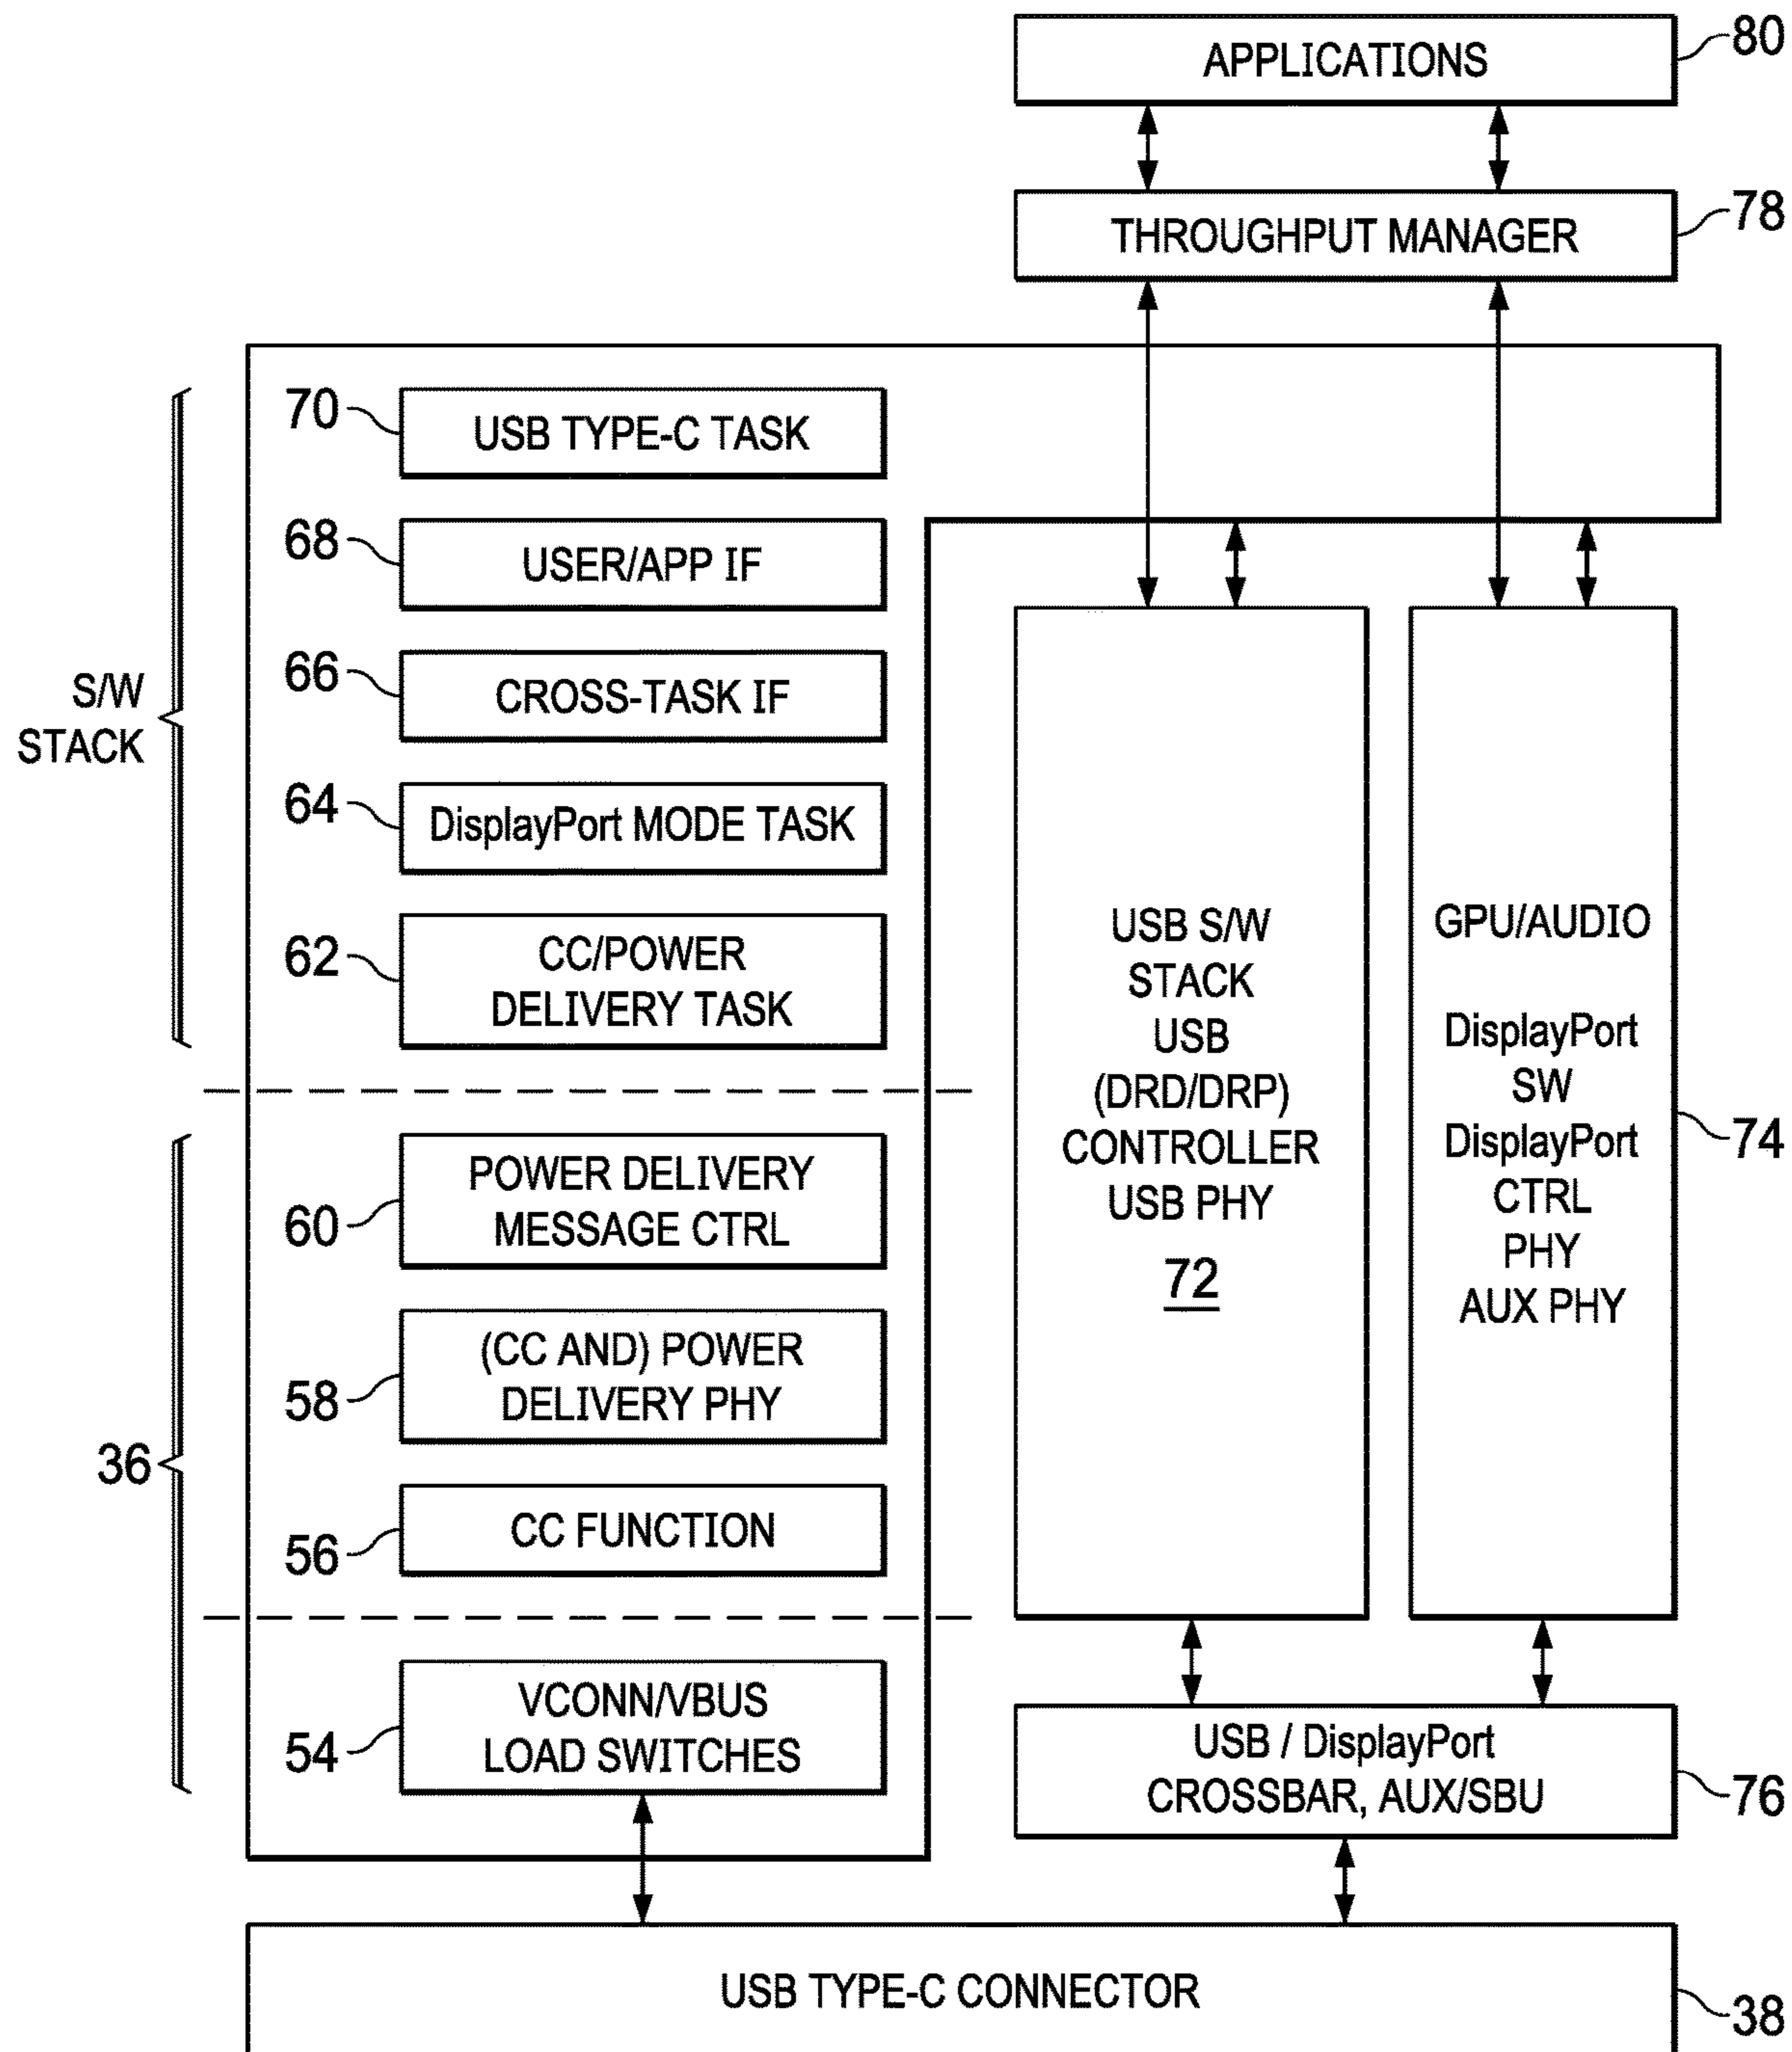 APPLICATIONS
80
THROUGHPUT MANAGER
78
S/W
STACK
70
USB TYPE-C TASK
68
USER/APP IF
66
CROSS-TASK IF
64
DisplayPort MODE TASK
62
CC/POWER
DELIVERY TASK
36
60
POWER DELIVERY
MESSAGE CTRL
58
(CC AND) POWER
DELIVERY PHY
56
CC FUNCTION
54
VCONN/VBUS
LOAD SWITCHES
USB S/W
STACK
USB
(DRD/DRP)
CONTROLLER
USB PHY
72
GPU/AUDIO
DisplayPort
SW
DisplayPort
CTRL
PHY
AUX PHY
74
USB / DisplayPort
CROSSBAR, AUX/SBU
76
USB TYPE-C CONNECTOR
38